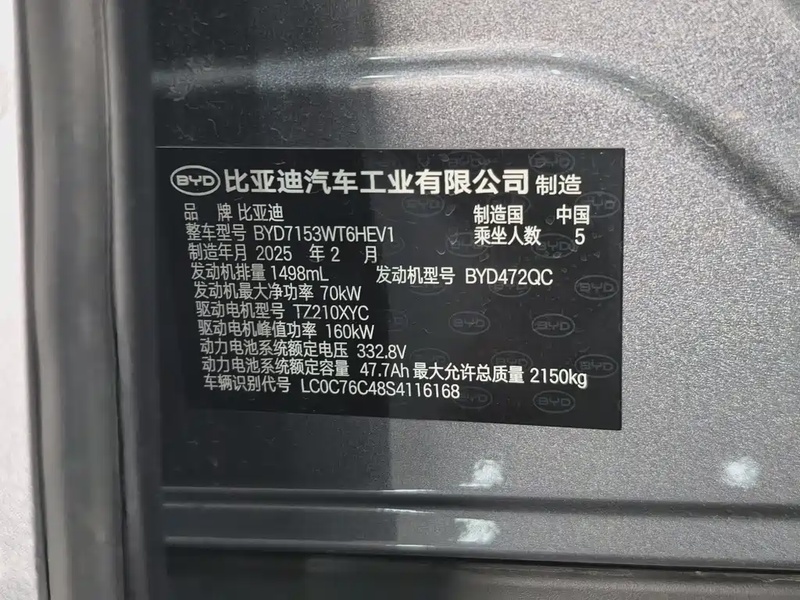 BYD 比亚迪汽车工业有限公司 制造
品 牌 比亚迪 制造国 中国
整车型号 BYD7153WT6HEV1 乘坐人数 5
制造年月 2025 年 2 月
发动机排量 1498mL 发动机型号 BYD472QC
发动机最大净功率 70kW
驱动电机型号 TZ210XYC
驱动电机峰值功率 160kW
动力电池系统额定电压 332.8V
动力电池系统额定容量 47.7Ah 最大允许总质量 2150kg
车辆识别代号 LC0C76C48S4116168